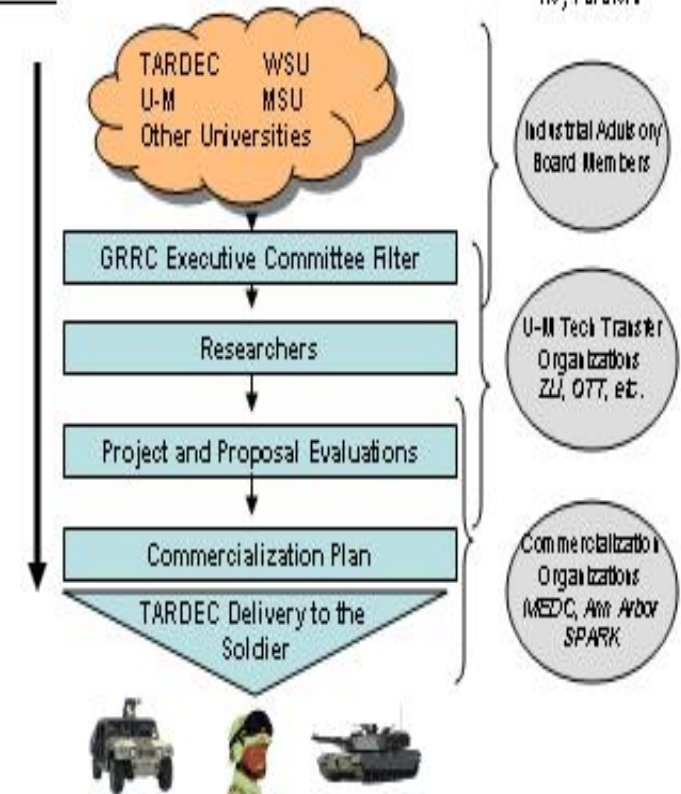 TARDEC WSU
U-M MSU
Other Universities
GRRC Executive Committee Filter
Researchers
Project and Proposal Evaluations
Commercialization Plan
TARDEC Delivery to the
Soldier
Industrial Advisory
Board Members
U-M Tech Transfer
Organizations
ZLI, OTT, etc.
Commercialization
Organizations
MEDC, Ann Arbor
SPARK